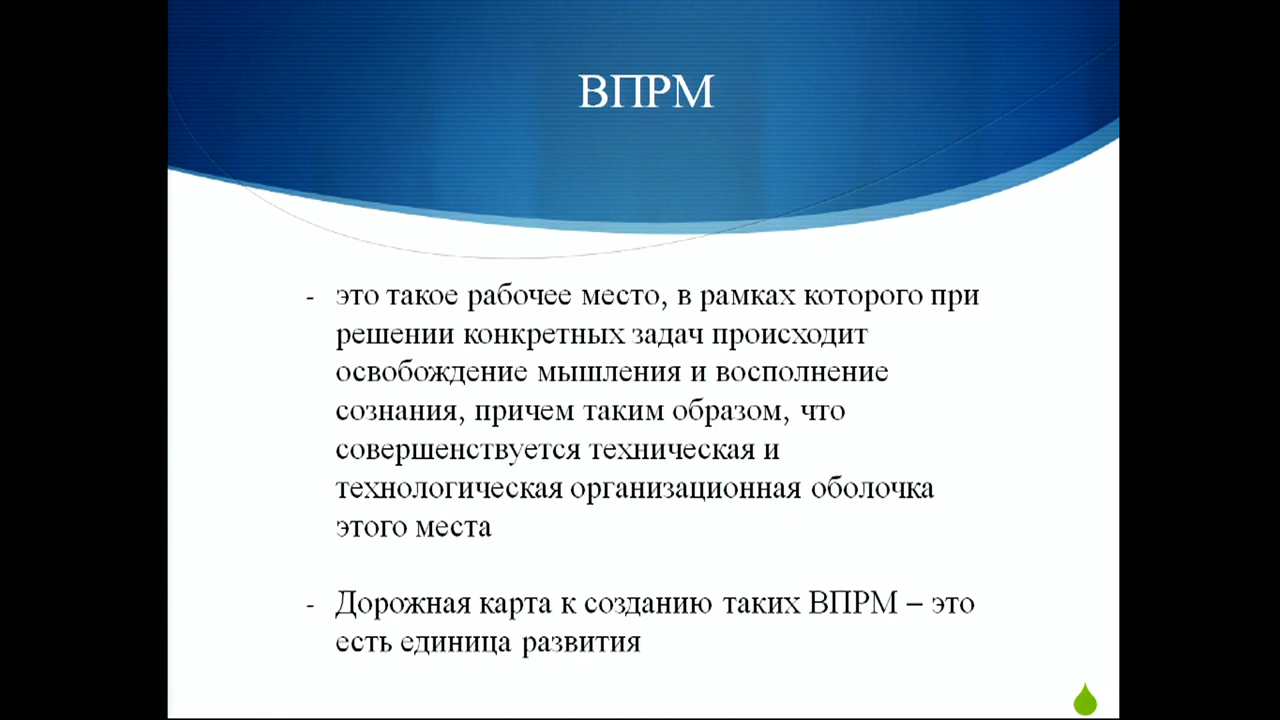 ВПРМ
- это такое рабочее место, в рамках которого при
решении конкретных задач происходит
освобождение мышления и восполнение
сознания, причем таким образом, что
совершенствуется техническая и
технологическая организационная оболочка
этого места
- Дорожная карта к созданию таких ВПРМ – это
есть единица развития